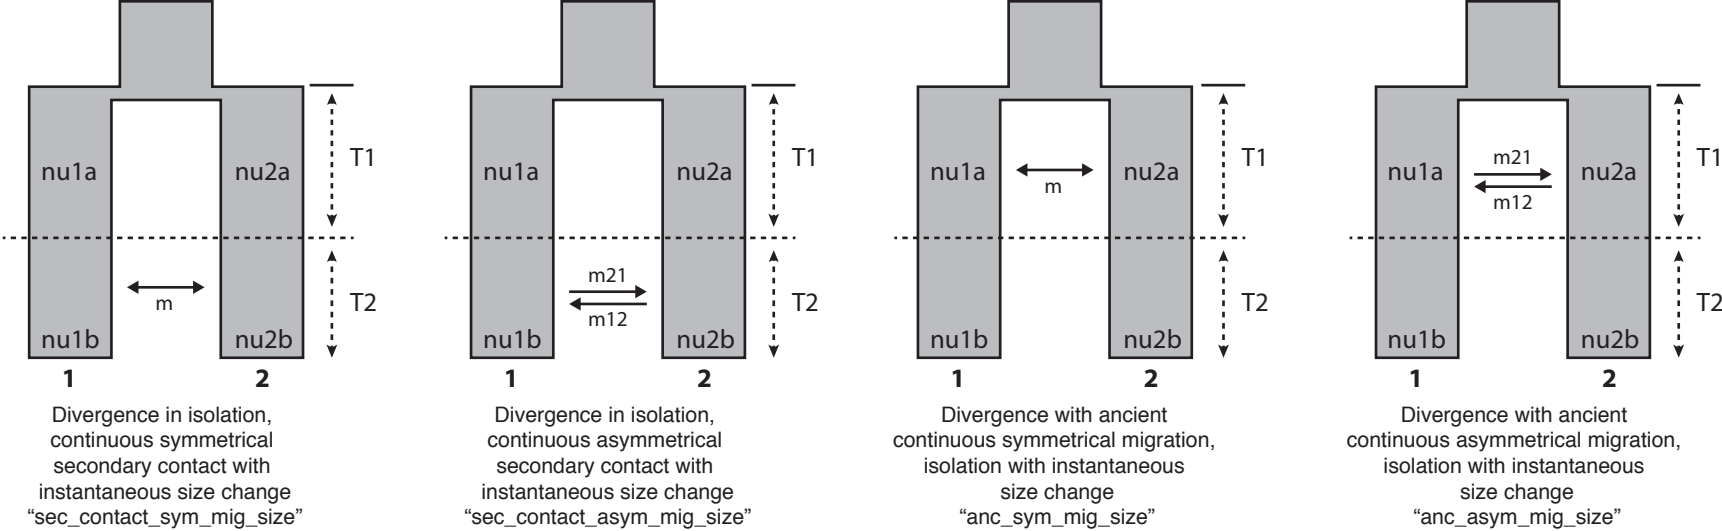 nu1a
nu2a
T1
m
T2
nu1b
nu2b
1
2
Divergence in isolation,
continuous symmetrical
secondary contact with
instantaneous size change
“sec_contact_sym_mig_size”
nu1a
nu2a
T1
m21
m12
T2
nu1b
nu2b
1
2
Divergence in isolation,
continuous asymmetrical
secondary contact with
instantaneous size change
“sec_contact_asym_mig_size”
nu1a
m
nu2a
T1
T2
nu1b
nu2b
1
2
Divergence with ancient
continuous symmetrical migration,
isolation with instantaneous
size change
“anc_sym_mig_size”
nu1a
m21
m12
nu2a
T1
T2
nu1b
nu2b
1
2
Divergence with ancient
continuous asymmetrical migration,
isolation with instantaneous
size change
“anc_asym_mig_size”